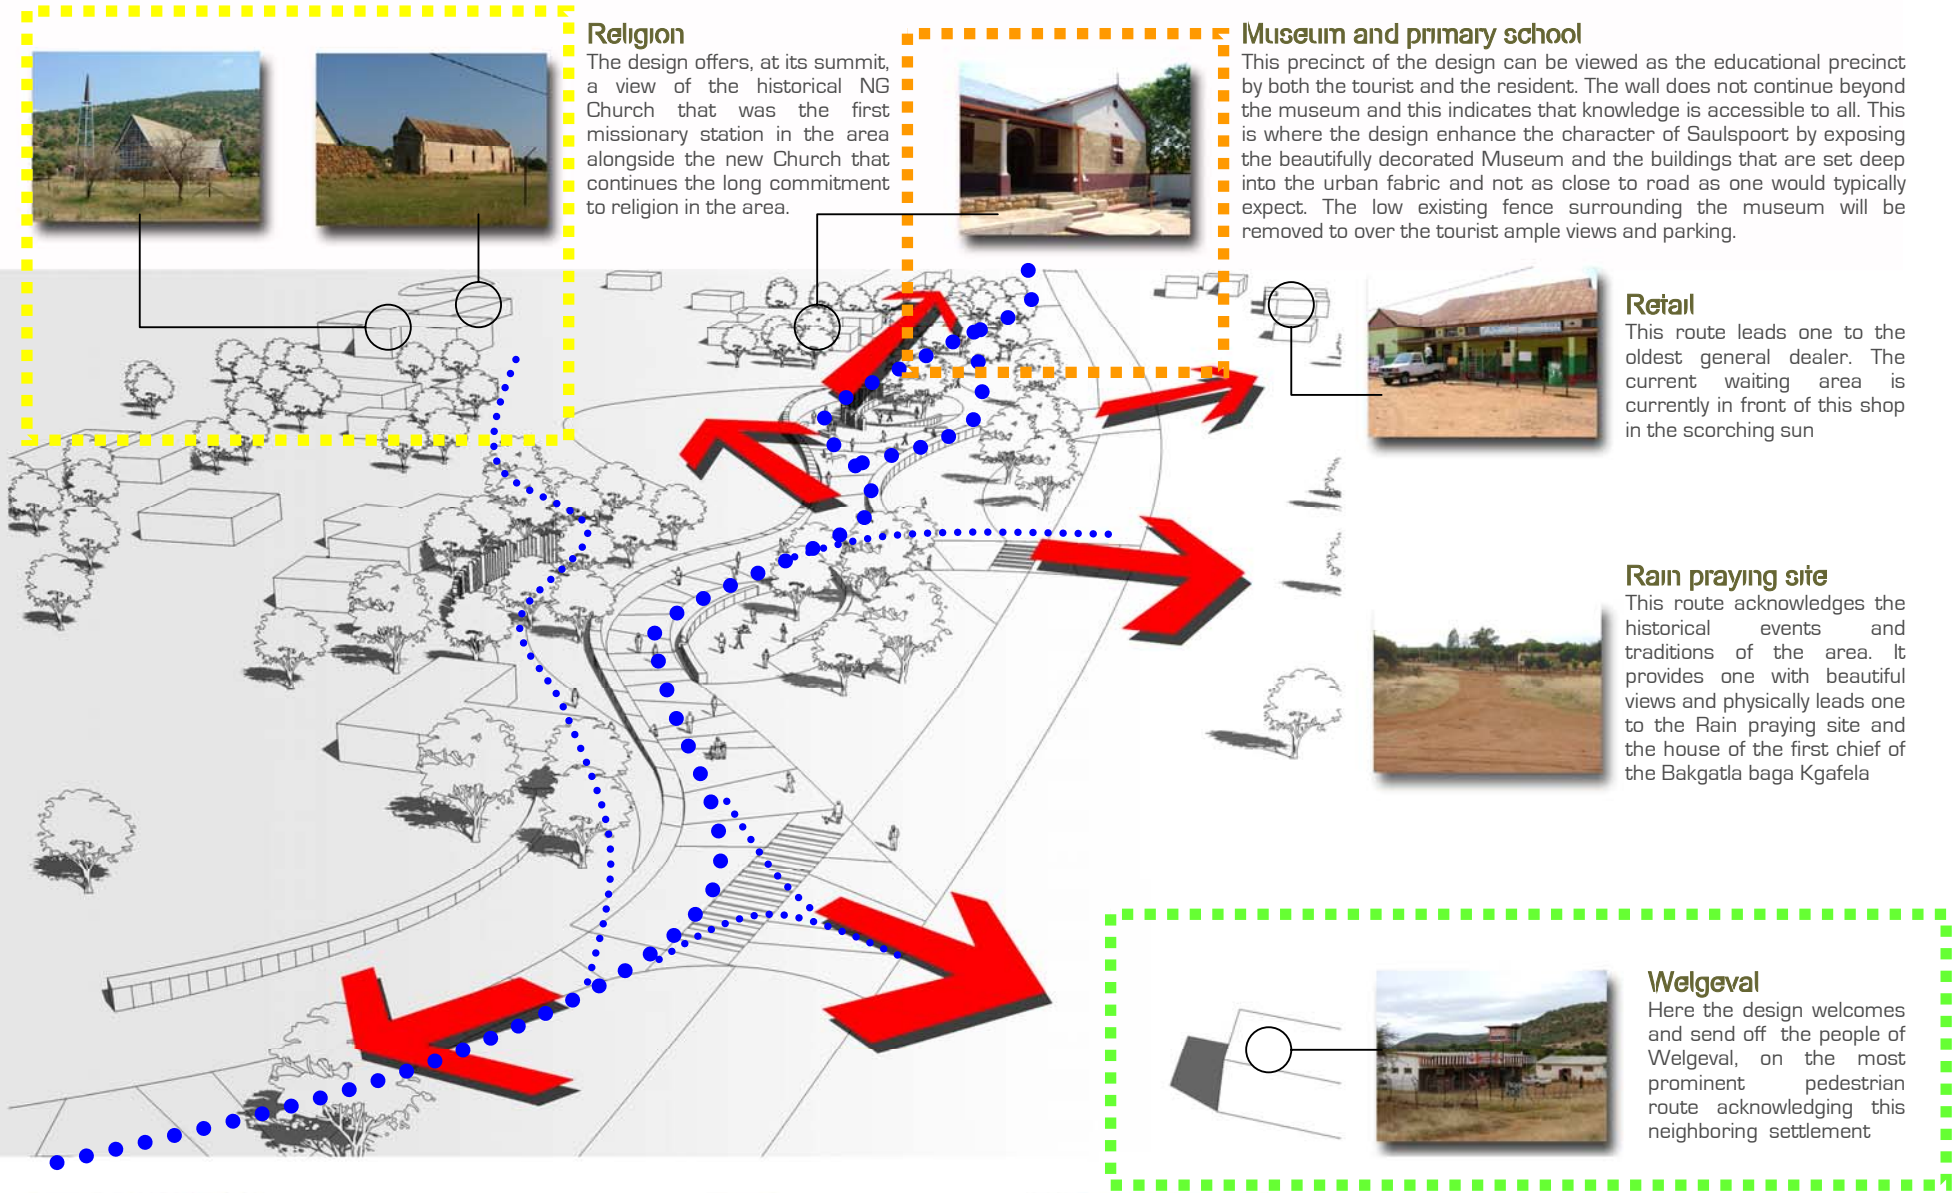 Religion
The design offers, at its summit,
a view of the historical NG
Church that was the first
missionary station in the area
alongside the new Church that
continues the long commitment
to religion in the area.
Museum and primary school
This precinct of the design can be viewed as the educational precinct
by both the tourist and the resident. The wall does not continue beyond
the museum and this indicates that knowledge is accessible to all. This
is where the design enhance the character of Saulspoort by exposing
the beautifully decorated Museum and the buildings that are set deep
into the urban fabric and not as close to road as one would typically
expect. The low existing fence surrounding the museum will be
removed to over the tourist ample views and parking.
Retail
This route leads one to the
oldest general dealer. The
current waiting area is
currently in front of this shop
in the scorching sun
Rain praying site
This route acknowledges the
historical events and
traditions of the area. It
provides one with beautiful
views and physically leads one
to the Rain praying site and
the house of the first chief of
the Bakgatla baga Kgafela
Welgeval
Here the design welcomes
and send off the people of
Welgeval, on the most
prominent pedestrian
route acknowledging this
neighboring settlement